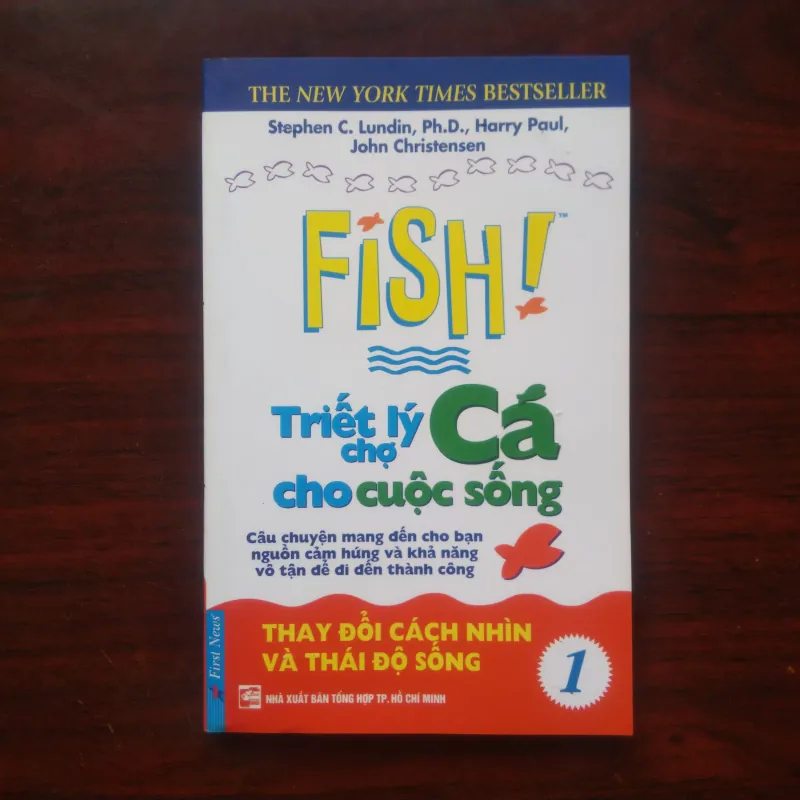 THE NEW YORK TIMES BESTSELLER
Stephen C. Lundin, Ph.D., Harry Paul,
John Christensen
FiSH!™
Triết lý chợ Cá
cho cuộc sống
Câu chuyện mang đến cho bạn
nguồn cảm hứng và khả năng
vô tận để đi đến thành công
THAY ĐỔI CÁCH NHÌN
VÀ THÁI ĐỘ SỐNG
1
First News
NHÀ XUẤT BẢN TỔNG HỢP TP. HỒ CHÍ MINH